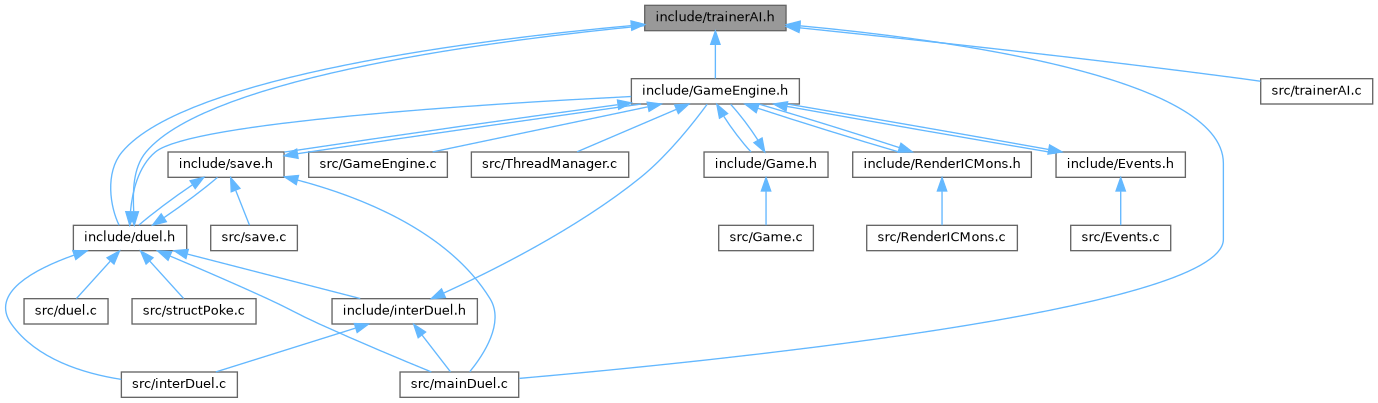 include/trainerAI.h
include/GameEngine.h
src/trainerAI.c
include/save.h
src/GameEngine.c
src/ThreadManager.c
include/Game.h
include/RenderICMons.h
include/Events.h
include/duel.h
src/save.c
src/Game.c
src/RenderICMons.c
src/Events.c
src/duel.c
src/structPoke.c
include/interDuel.h
src/interDuel.c
src/mainDuel.c